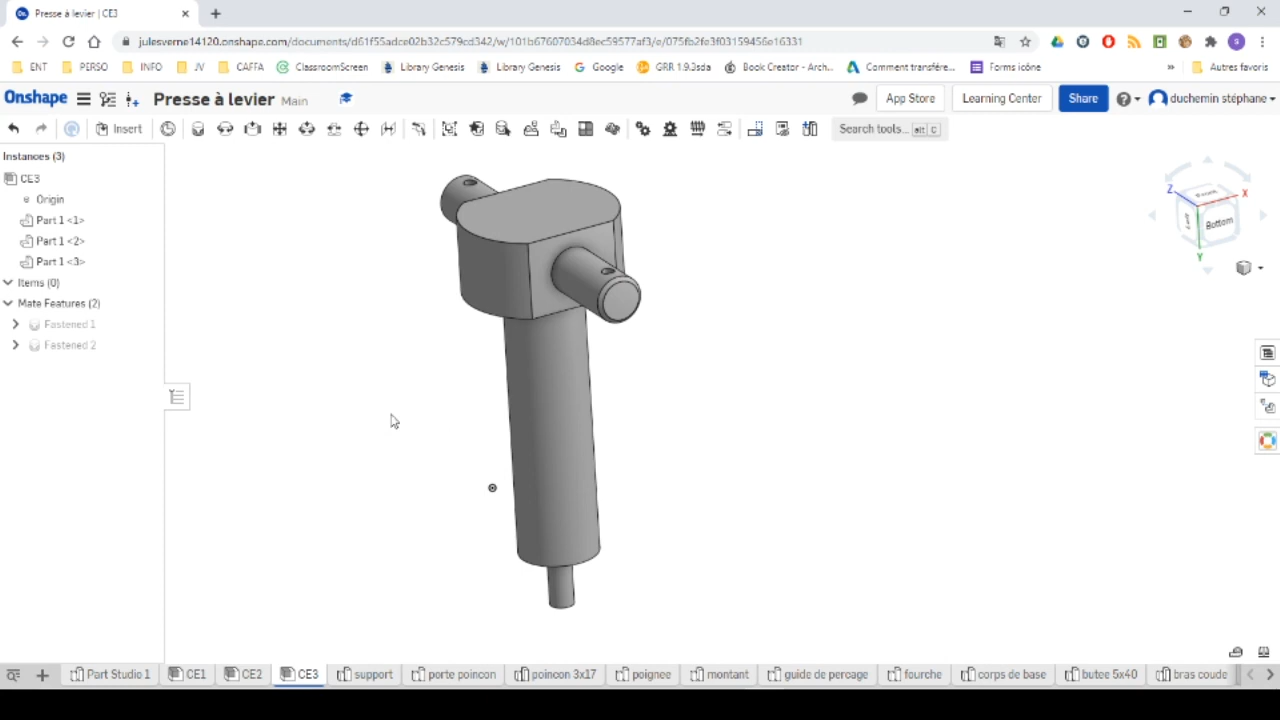 Presse à levier | CE3
julesverne14120.onshape.com/documents/d61f55adce02b32c579cd342/w/101b67607034d8ec59577af3/e/075fb2fe3f03159456e16331
ENT PERSO INFO JV CAFFA ClassroomScreen Library Genesis Library Genesis Google GRR 1.9.3sda Book Creator - Arch... Comment transfére... Forms icône » Autres favoris
Onshape Presse à levier Main App Store Learning Center Share duchemin stéphane
Insert Search tools... alt C
Instances (3)
CE3
Origin
Part 1 <1>
Part 1 <2>
Part 1 <3>
Items (0)
Mate Features (2)
Fastened 1
Fastened 2
Z X
Left Bottom
Y
Part Studio 1 CE1 CE2 CE3 support porte poincon poincon 3x17 poignee montant guide de percage fourche corps de base butee 5x40 bras coude